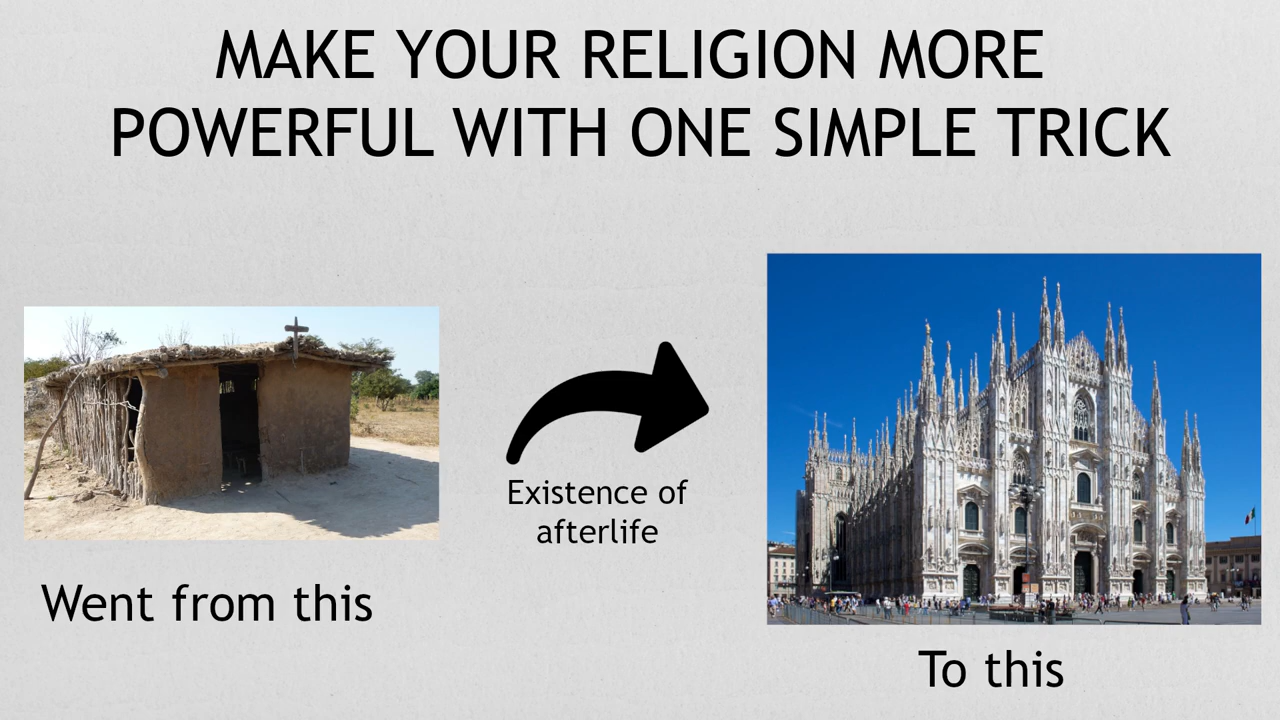 MAKE YOUR RELIGION MORE
POWERFUL WITH ONE SIMPLE TRICK
Existence of
afterlife
Went from this
To this